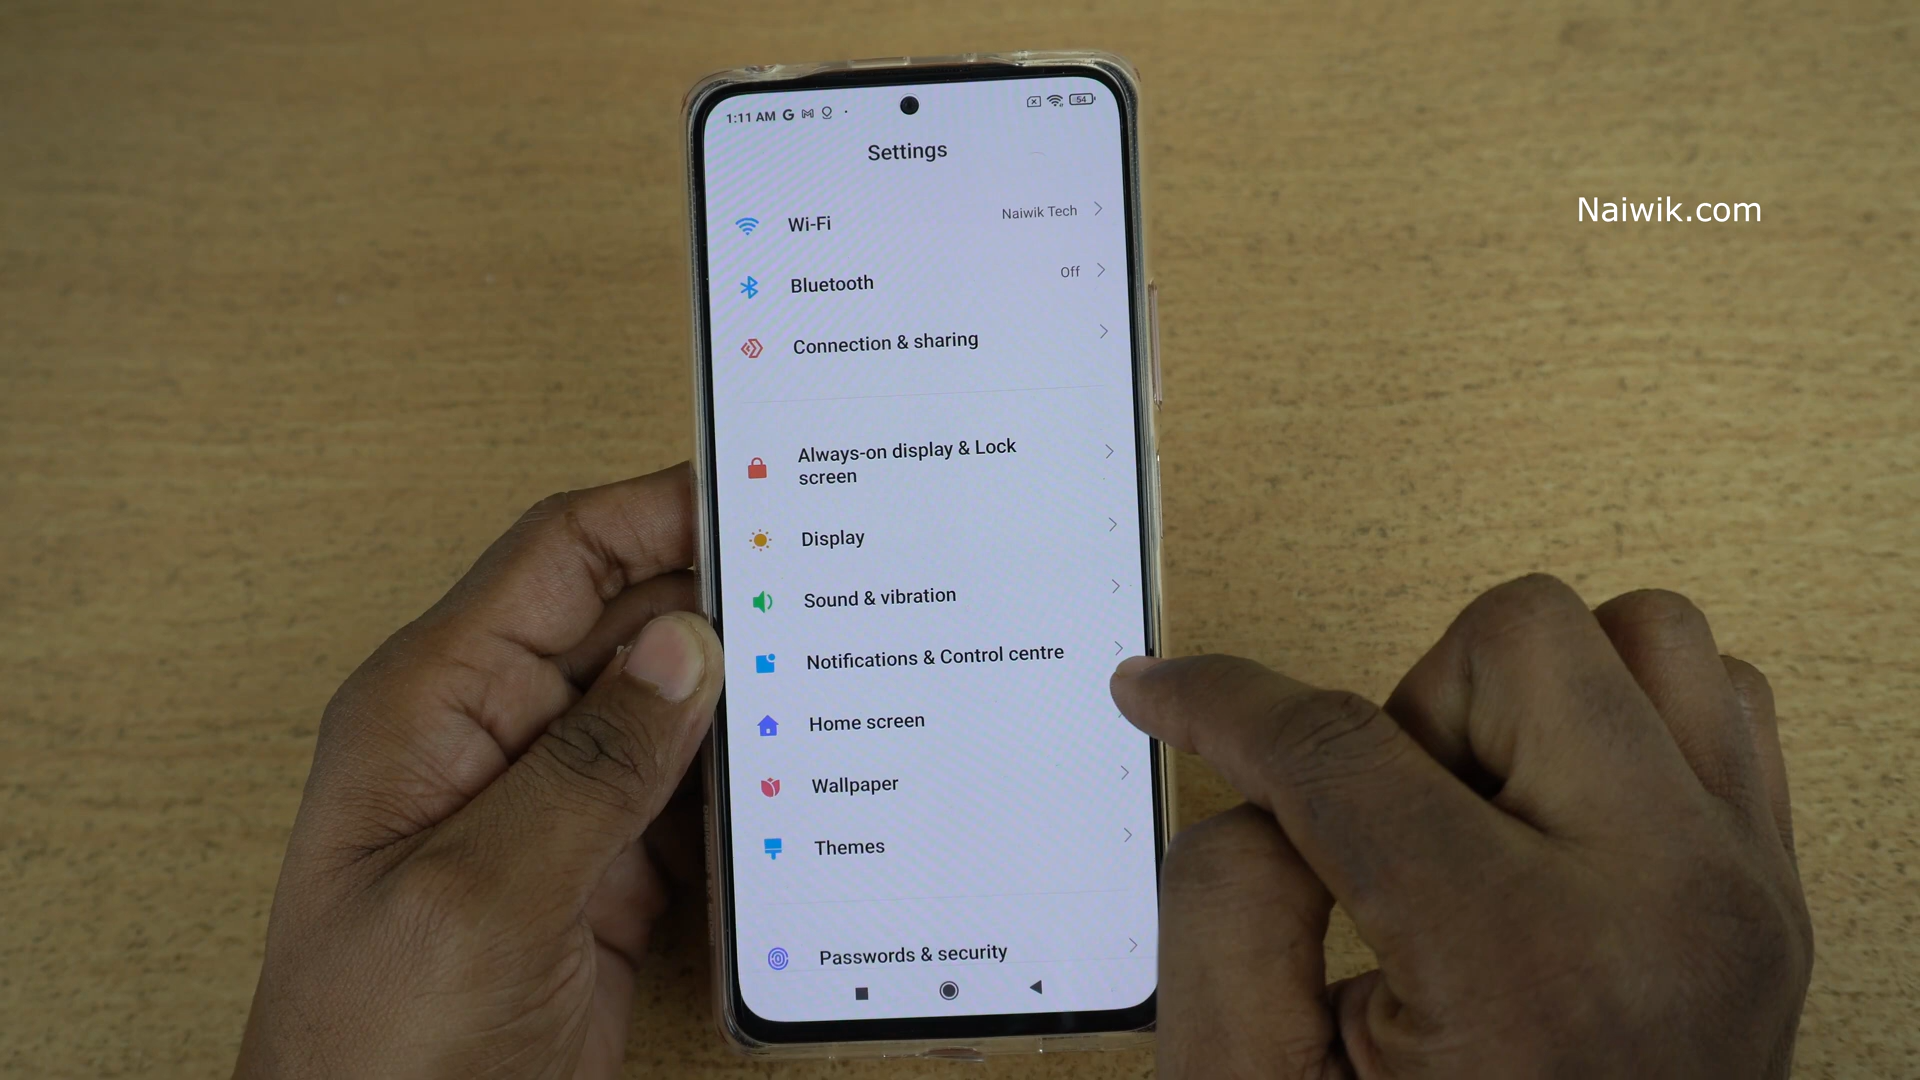 1:11 AM
54
Settings
Wi-Fi Naiwik Tech
Bluetooth Off
Connection & sharing
Always-on display & Lock
screen
Display
Sound & vibration
Notifications & Control centre
Home screen
Wallpaper
Themes
Passwords & security
Naiwik.com